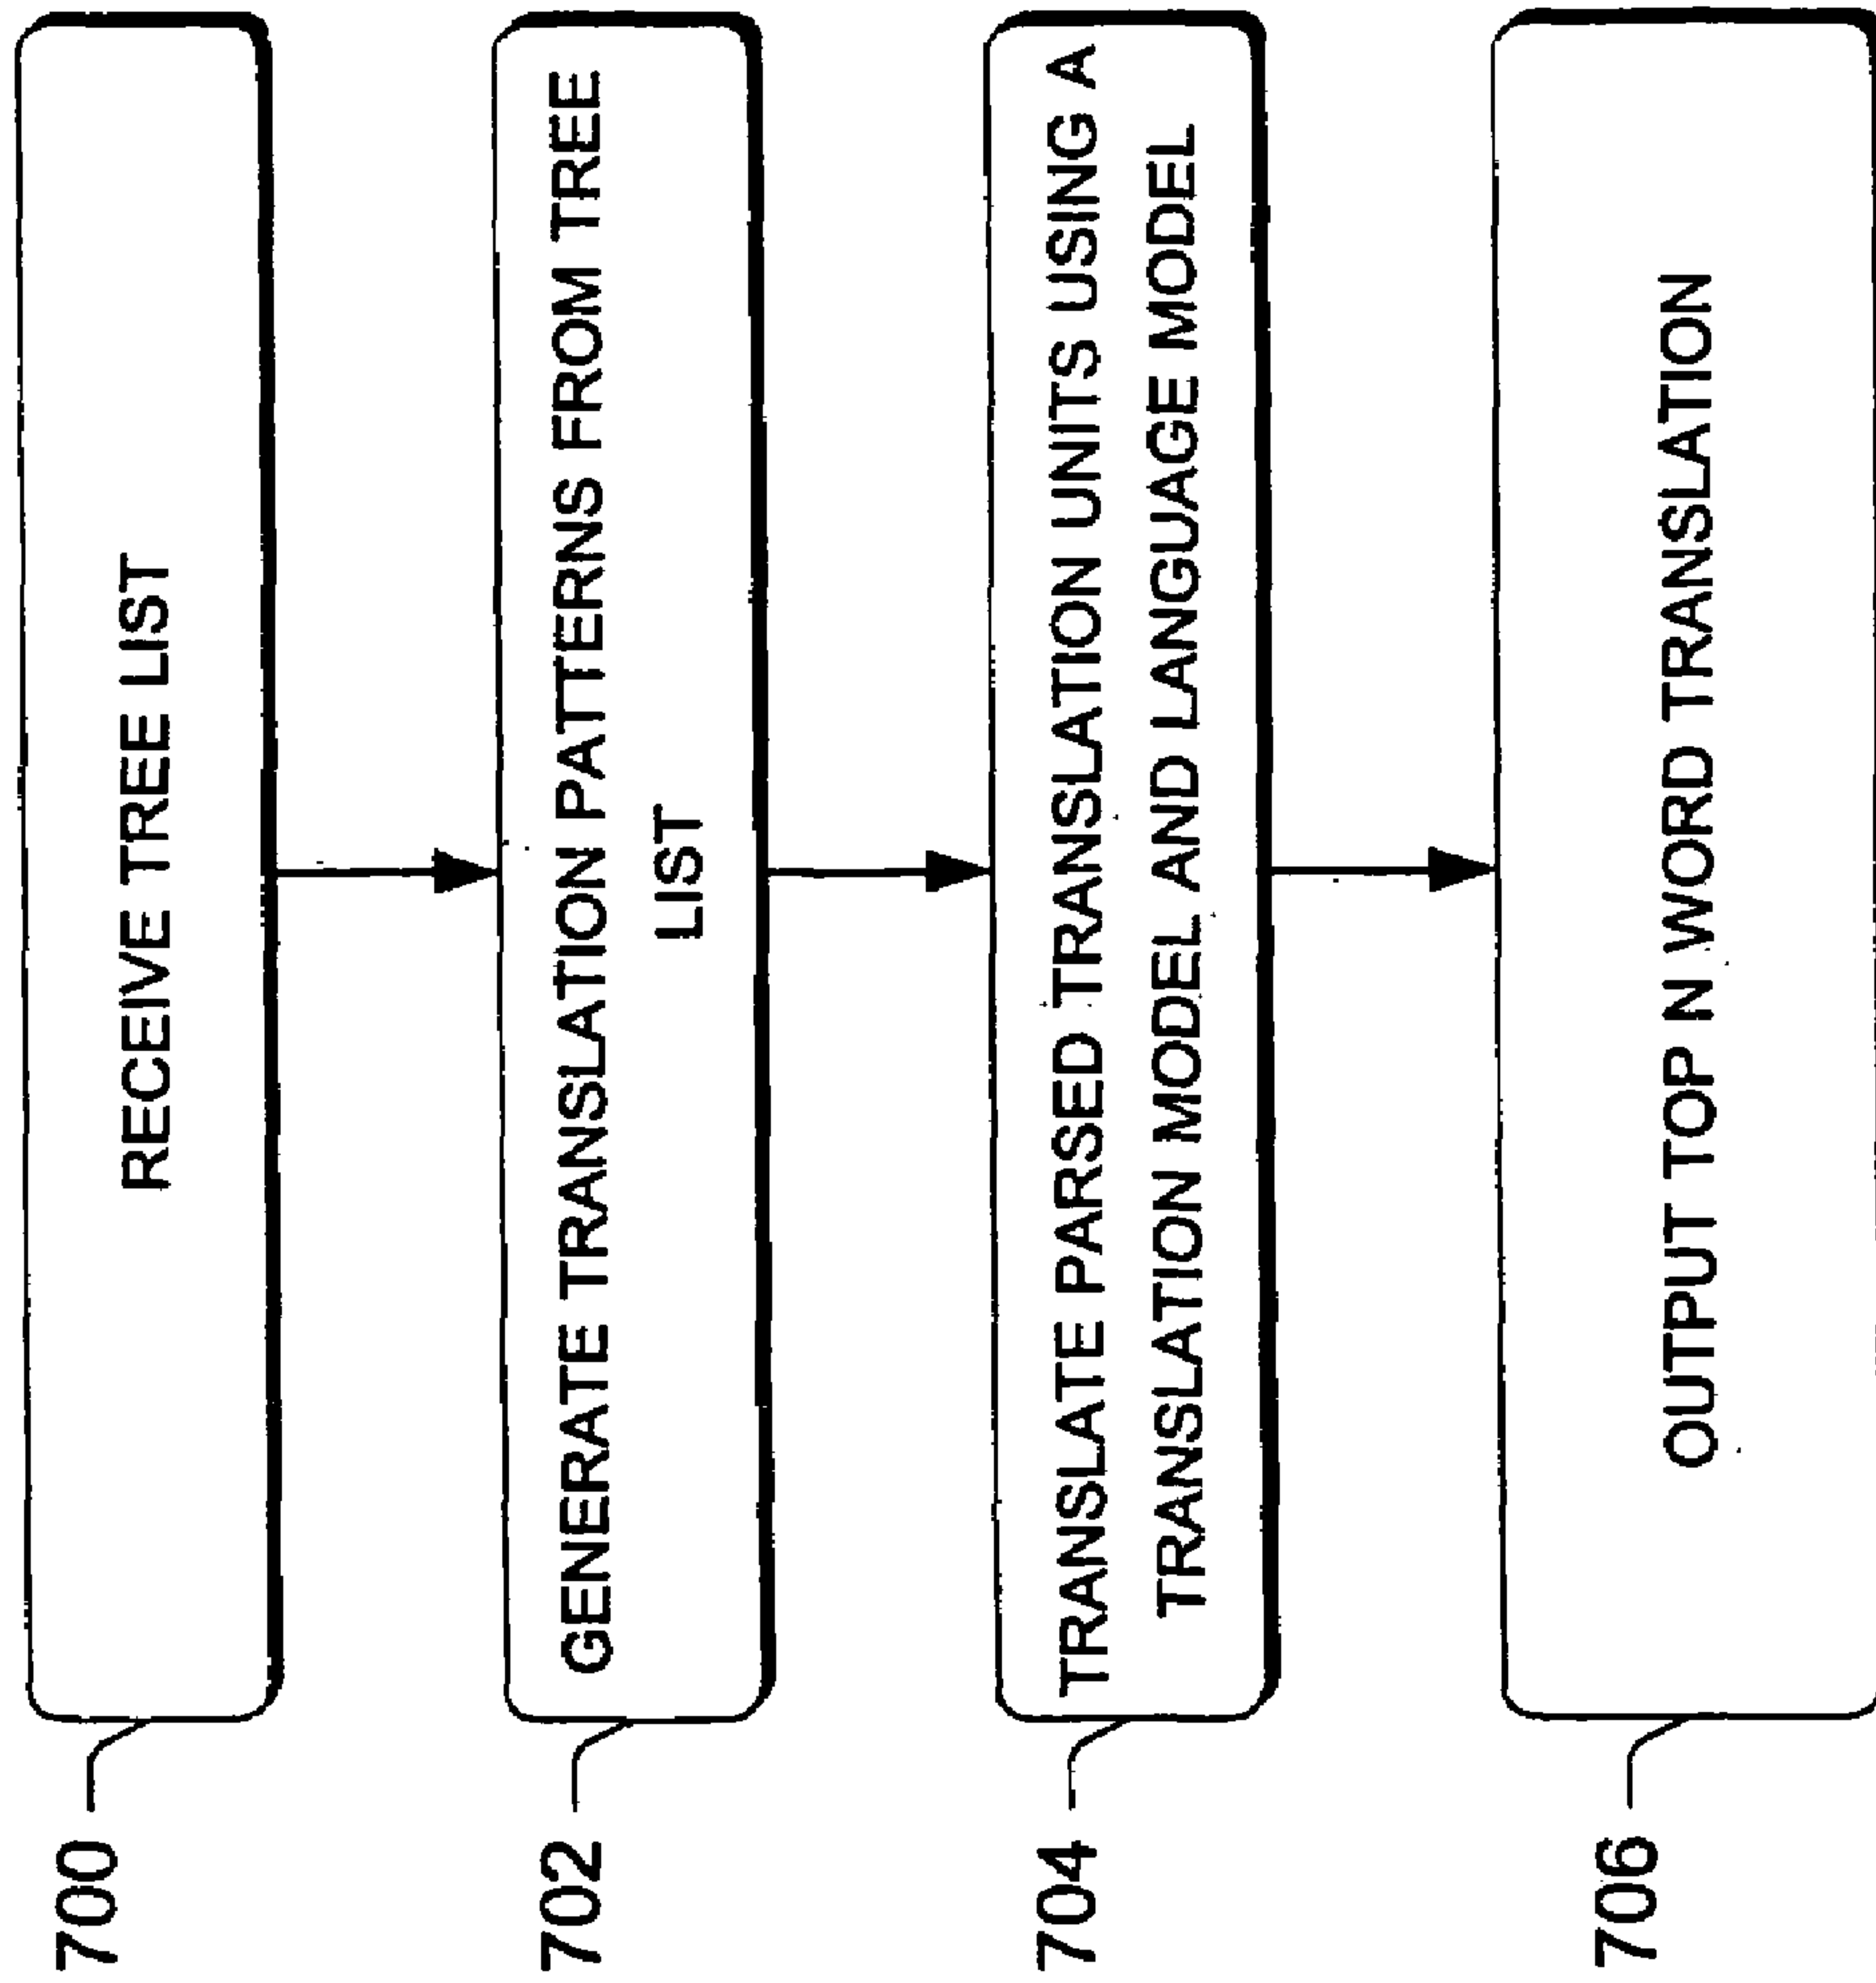 700
RECEIVE TREE LIST
702
GENERATE TRANSLATION PATTERNS FROM TREE
LIST
704
TRANSLATE PARSED TRANSLATION UNITS USING A
TRANSLATION MODEL AND LANGUAGE MODEL
706
OUTPUT TOP N WORD TRANSLATION